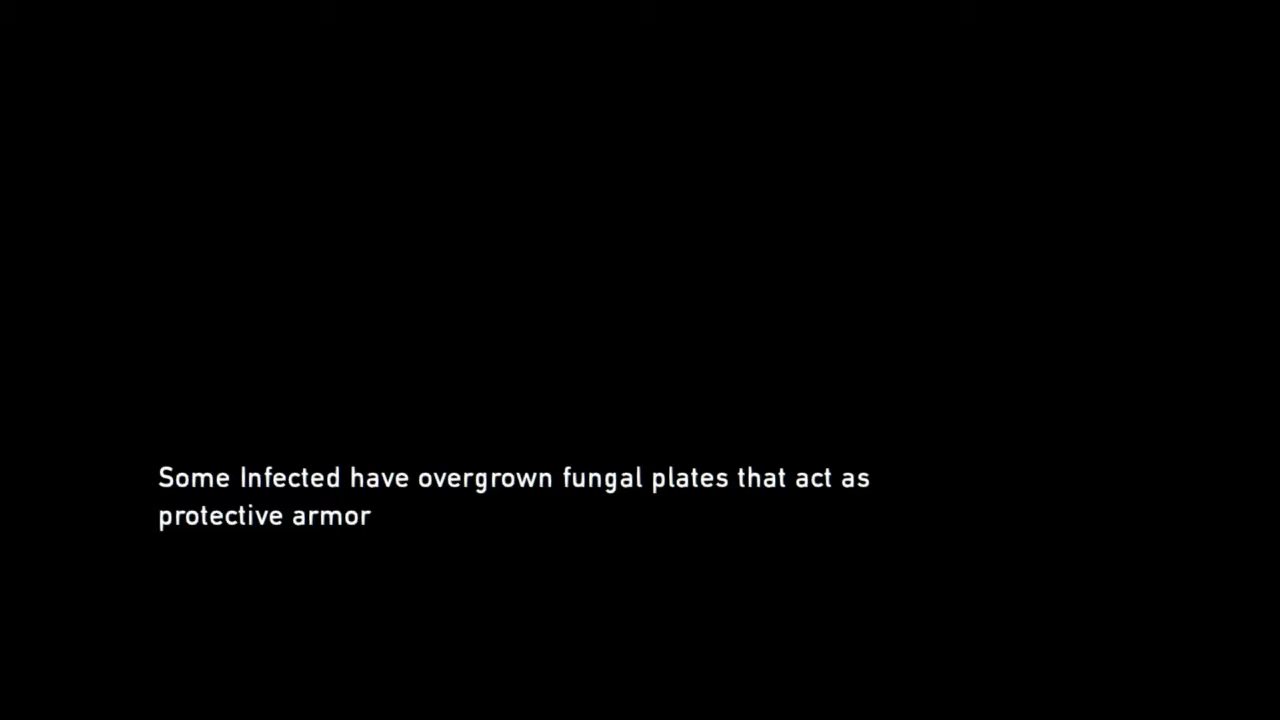 Some Infected have overgrown fungal plates that act as
protective armor